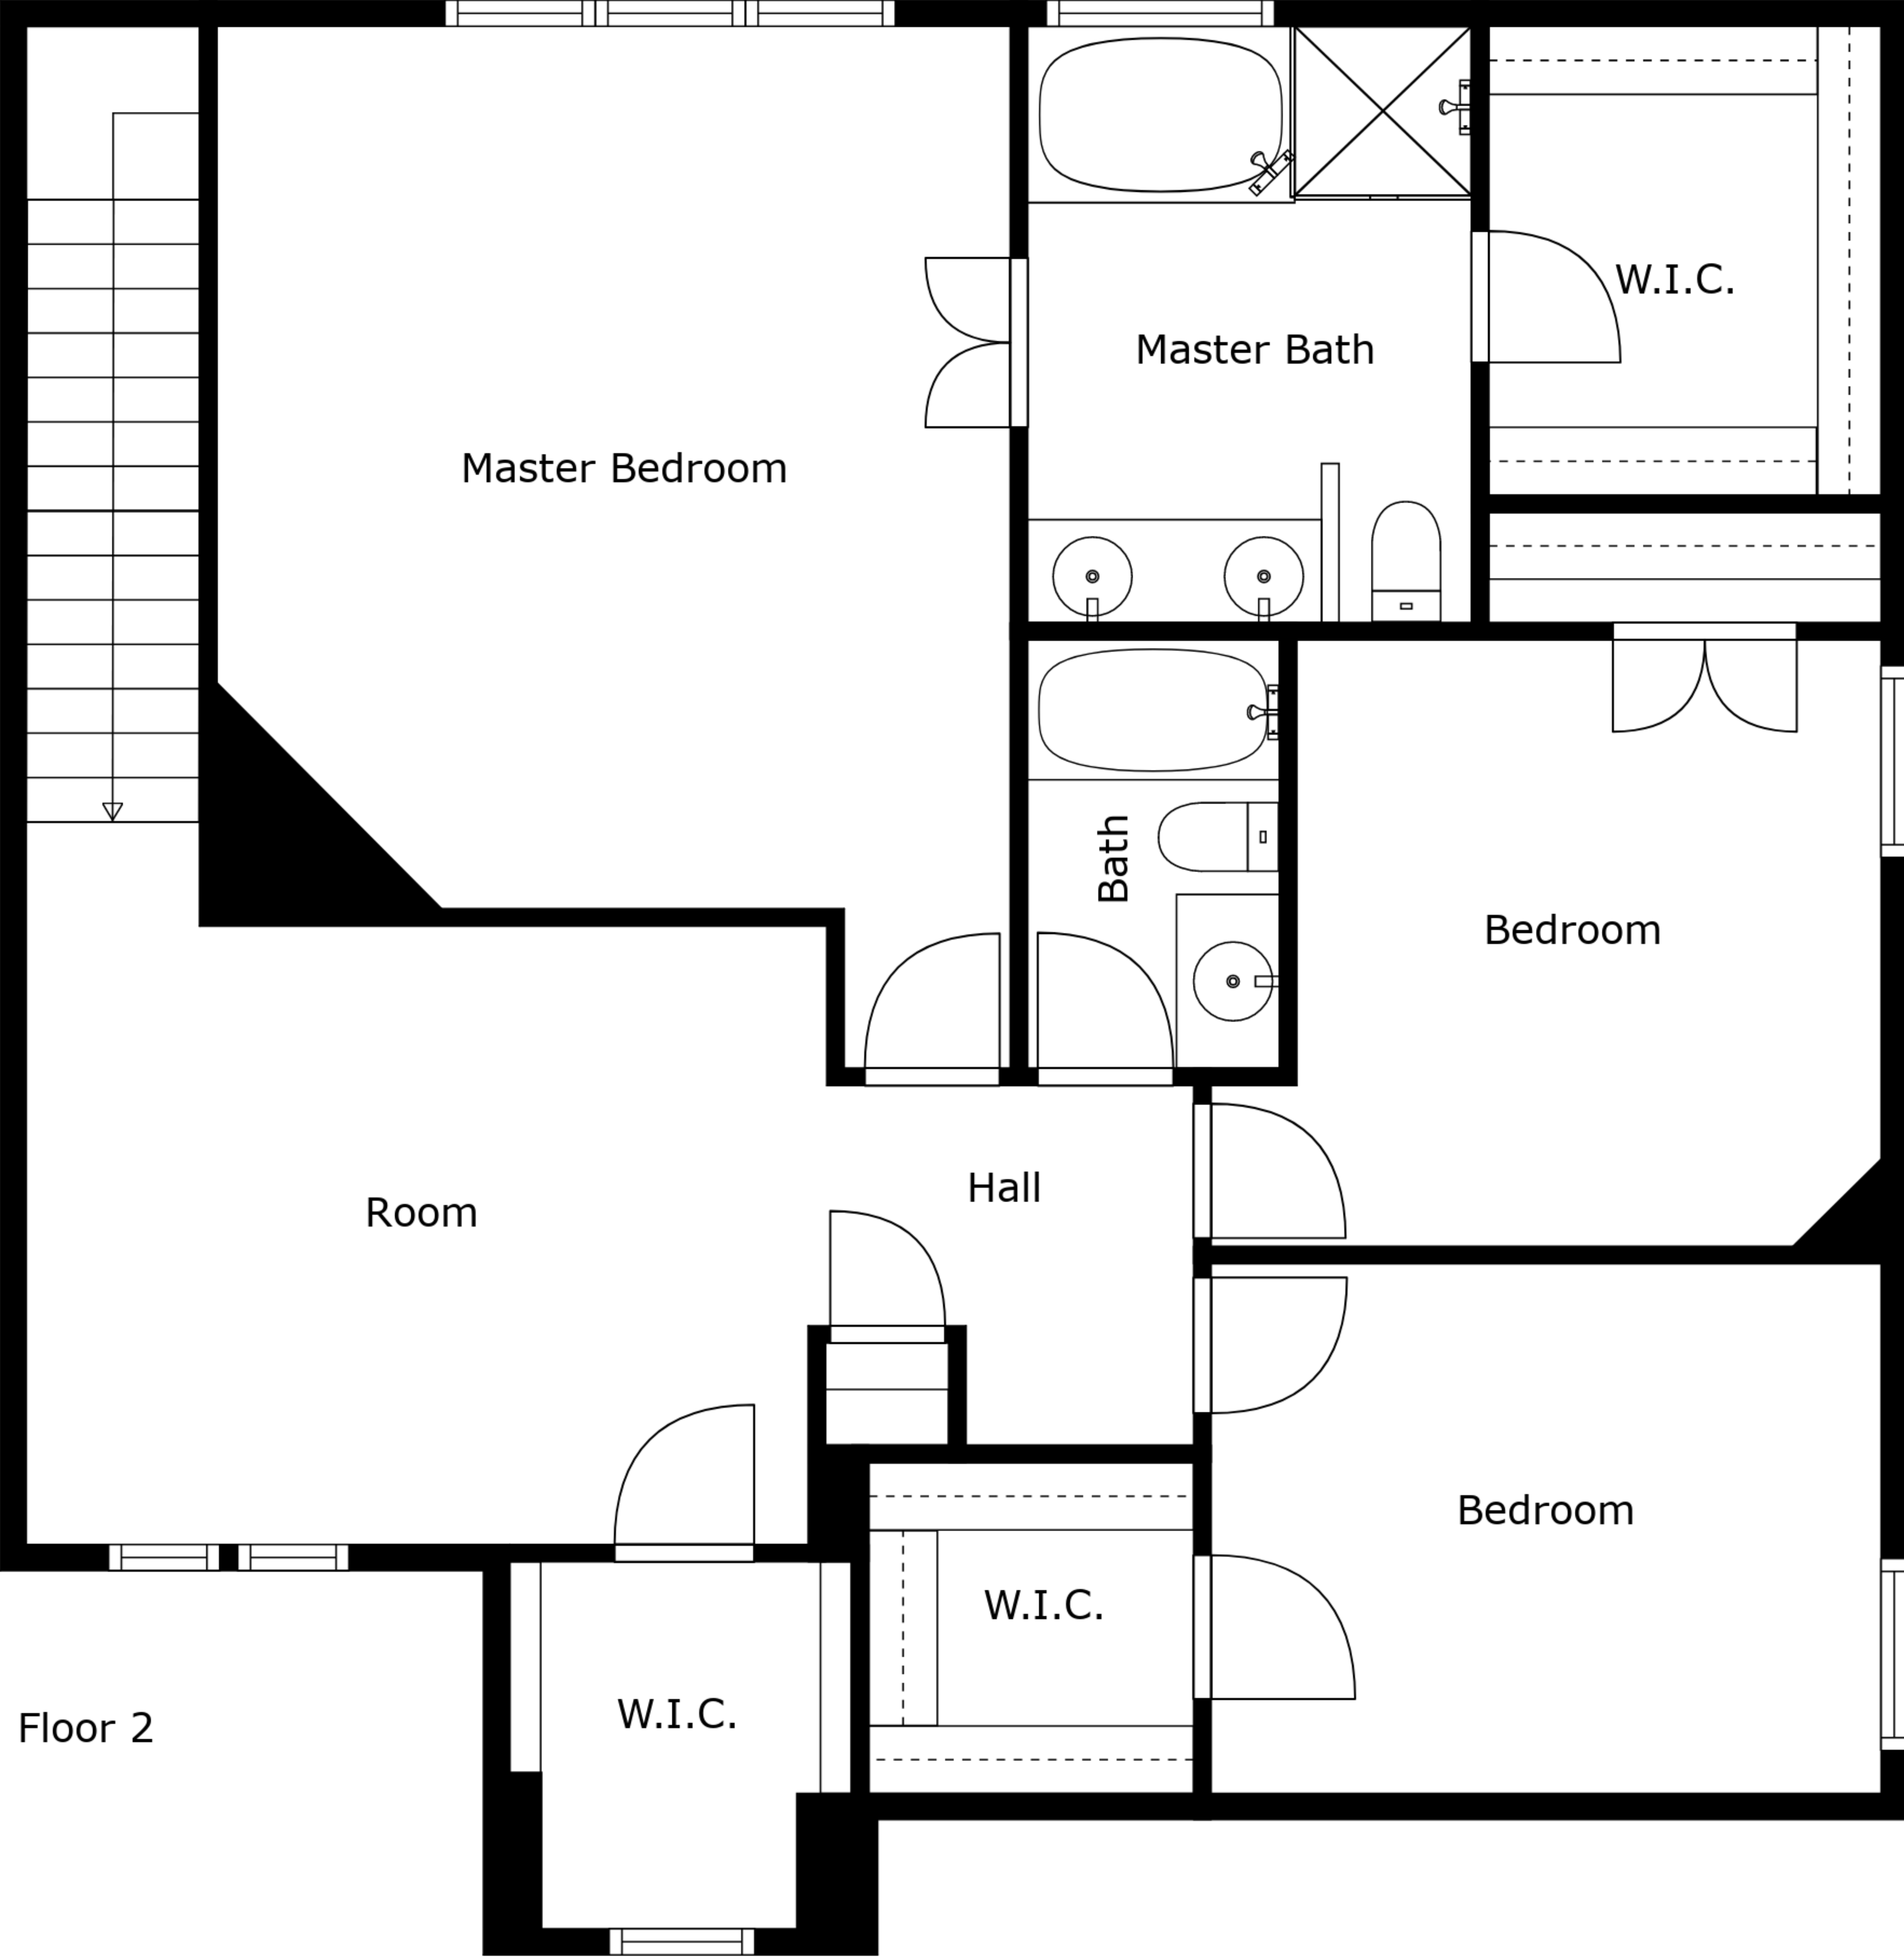 W.I.C.
Master Bath
Master Bedroom
Bath
Bedroom
Hall
Room
Bedroom
W.I.C.
W.I.C.
Floor 2